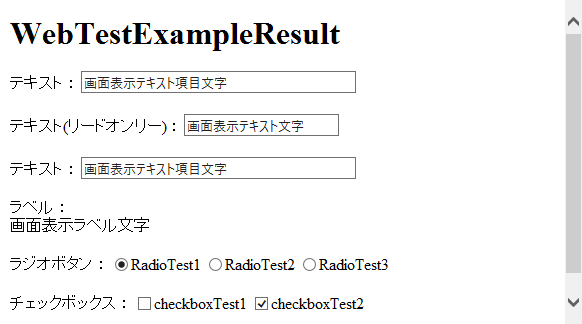 WebTestExampleResult
テキスト： 画面表示テキスト項目文字
テキスト(リードオンリー)： 画面表示テキスト文字
テキスト： 画面表示テキスト項目文字
ラベル：
画面表示ラベル文字
ラジオボタン： RadioTest1 RadioTest2 RadioTest3
チェックボックス： checkboxTest1 checkboxTest2